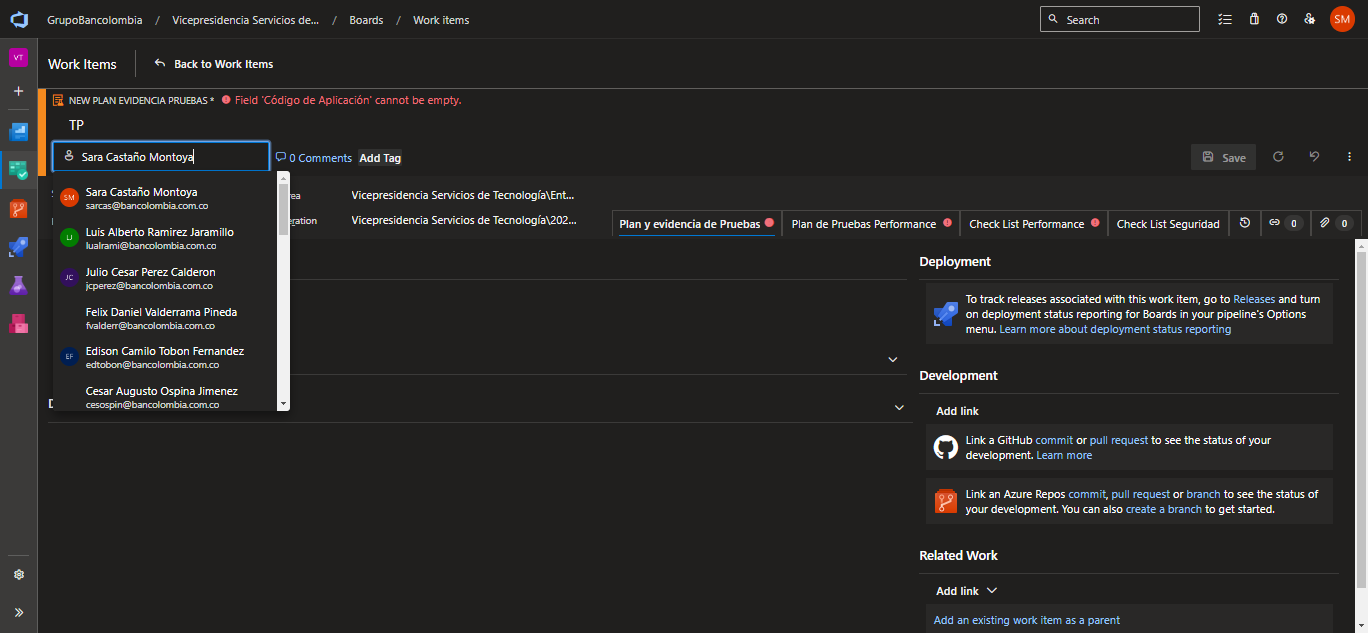 GrupoBancolombia / Vicepresidencia Servicios de... / Boards / Work items
Search
SM
VT
Work Items
Back to Work Items
NEW PLAN EVIDENCIA PRUEBAS * Field 'Código de Aplicación' cannot be empty.
TP
Sara Castaño Montoya
0 Comments
Add Tag
Save
SM
Sara Castaño Montoya
sarcas@bancolombia.com.co
LJ
Luis Alberto Ramirez Jaramillo
lualrami@bancolombia.com.co
JC
Julio Cesar Perez Calderon
jcperez@bancolombia.com.co
Felix Daniel Valderrama Pineda
fvalderr@bancolombia.com.co
EF
Edison Camilo Tobon Fernandez
edtobon@bancolombia.com.co
Cesar Augusto Ospina Jimenez
cesospin@bancolombia.com.co
rea
Vicepresidencia Servicios de Tecnología\Ent...
eration
Vicepresidencia Servicios de Tecnología\202...
Plan y evidencia de Pruebas
Plan de Pruebas Performance
Check List Performance
Check List Seguridad
0
0
Deployment
To track releases associated with this work item, go to Releases and turn
on deployment status reporting for Boards in your pipeline's Options
menu. Learn more about deployment status reporting
Development
Add link
Link a GitHub commit or pull request to see the status of your
development. Learn more
Link an Azure Repos commit, pull request or branch to see the status of
your development. You can also create a branch to get started.
Related Work
Add link
Add an existing work item as a parent